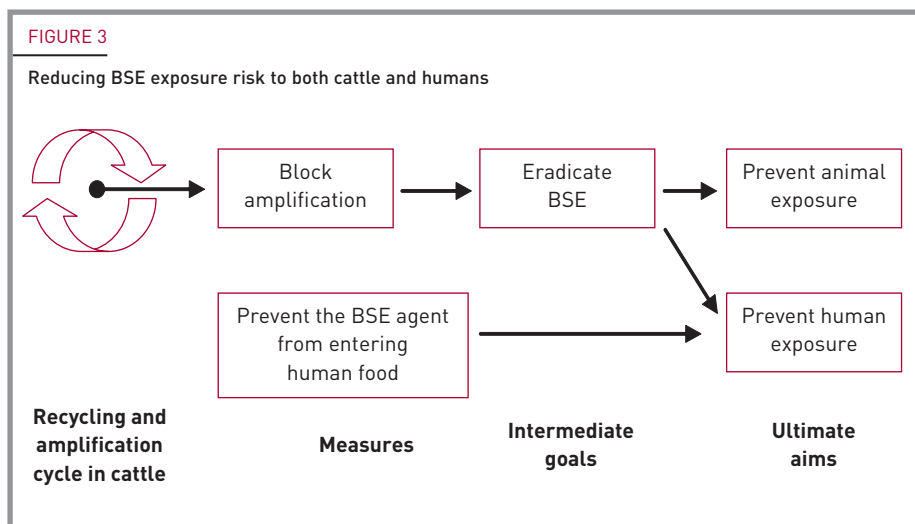 FIGURE 3
Reducing BSE exposure risk to both cattle and humans
Block
amplification
Eradicate
BSE
Prevent animal
exposure
Prevent the BSE agent
from entering
human food
Prevent human
exposure
Recycling and
amplification
cycle in cattle
Measures
Intermediate
goals
Ultimate
aims